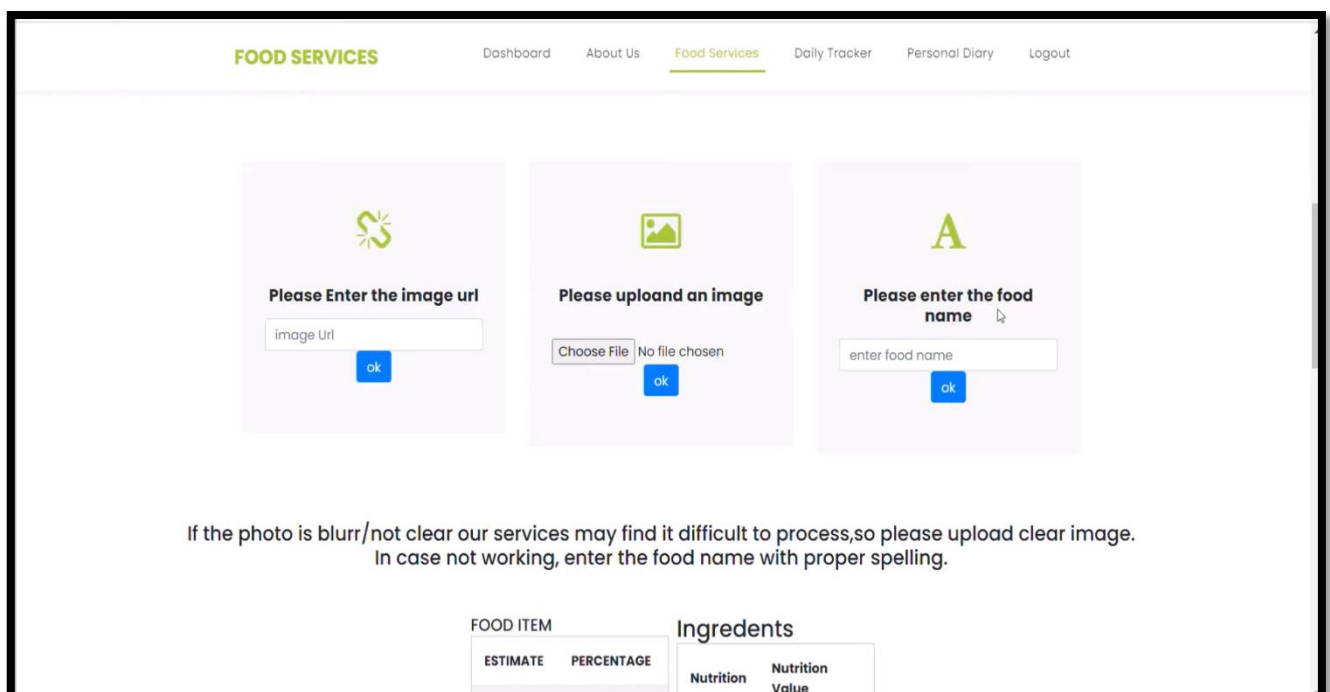 FOOD SERVICES
Dashboard
About Us
Food Services
Daily Tracker
Personal Diary
Logout
Please Enter the image url
image Url
ok
Please uploand an image
Choose File No file chosen
ok
A
Please enter the food
name
enter food name
ok
If the photo is blurr/not clear our services may find it difficult to process,so please upload clear image.
In case not working, enter the food name with proper spelling.
FOOD ITEM
ESTIMATE PERCENTAGE
Ingredents
Nutrition
Nutrition
Value